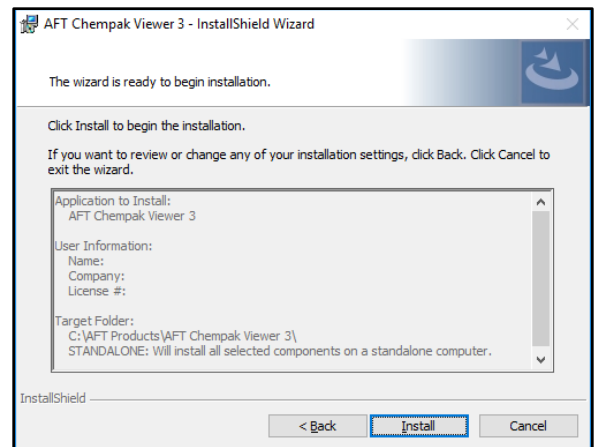 AFT Chempak Viewer 3 - InstallShield Wizard
The wizard is ready to begin installation.
Click Install to begin the installation.
If you want to review or change any of your installation settings, click Back. Click Cancel to
exit the wizard.
Application to Install:
AFT Chempak Viewer 3
User Information:
Name:
Company:
License #:
Target Folder:
C:\AFT Products\AFT Chempak Viewer 3\
STANDALONE: Will install all selected components on a standalone computer.
InstallShield
< Back
Install
Cancel